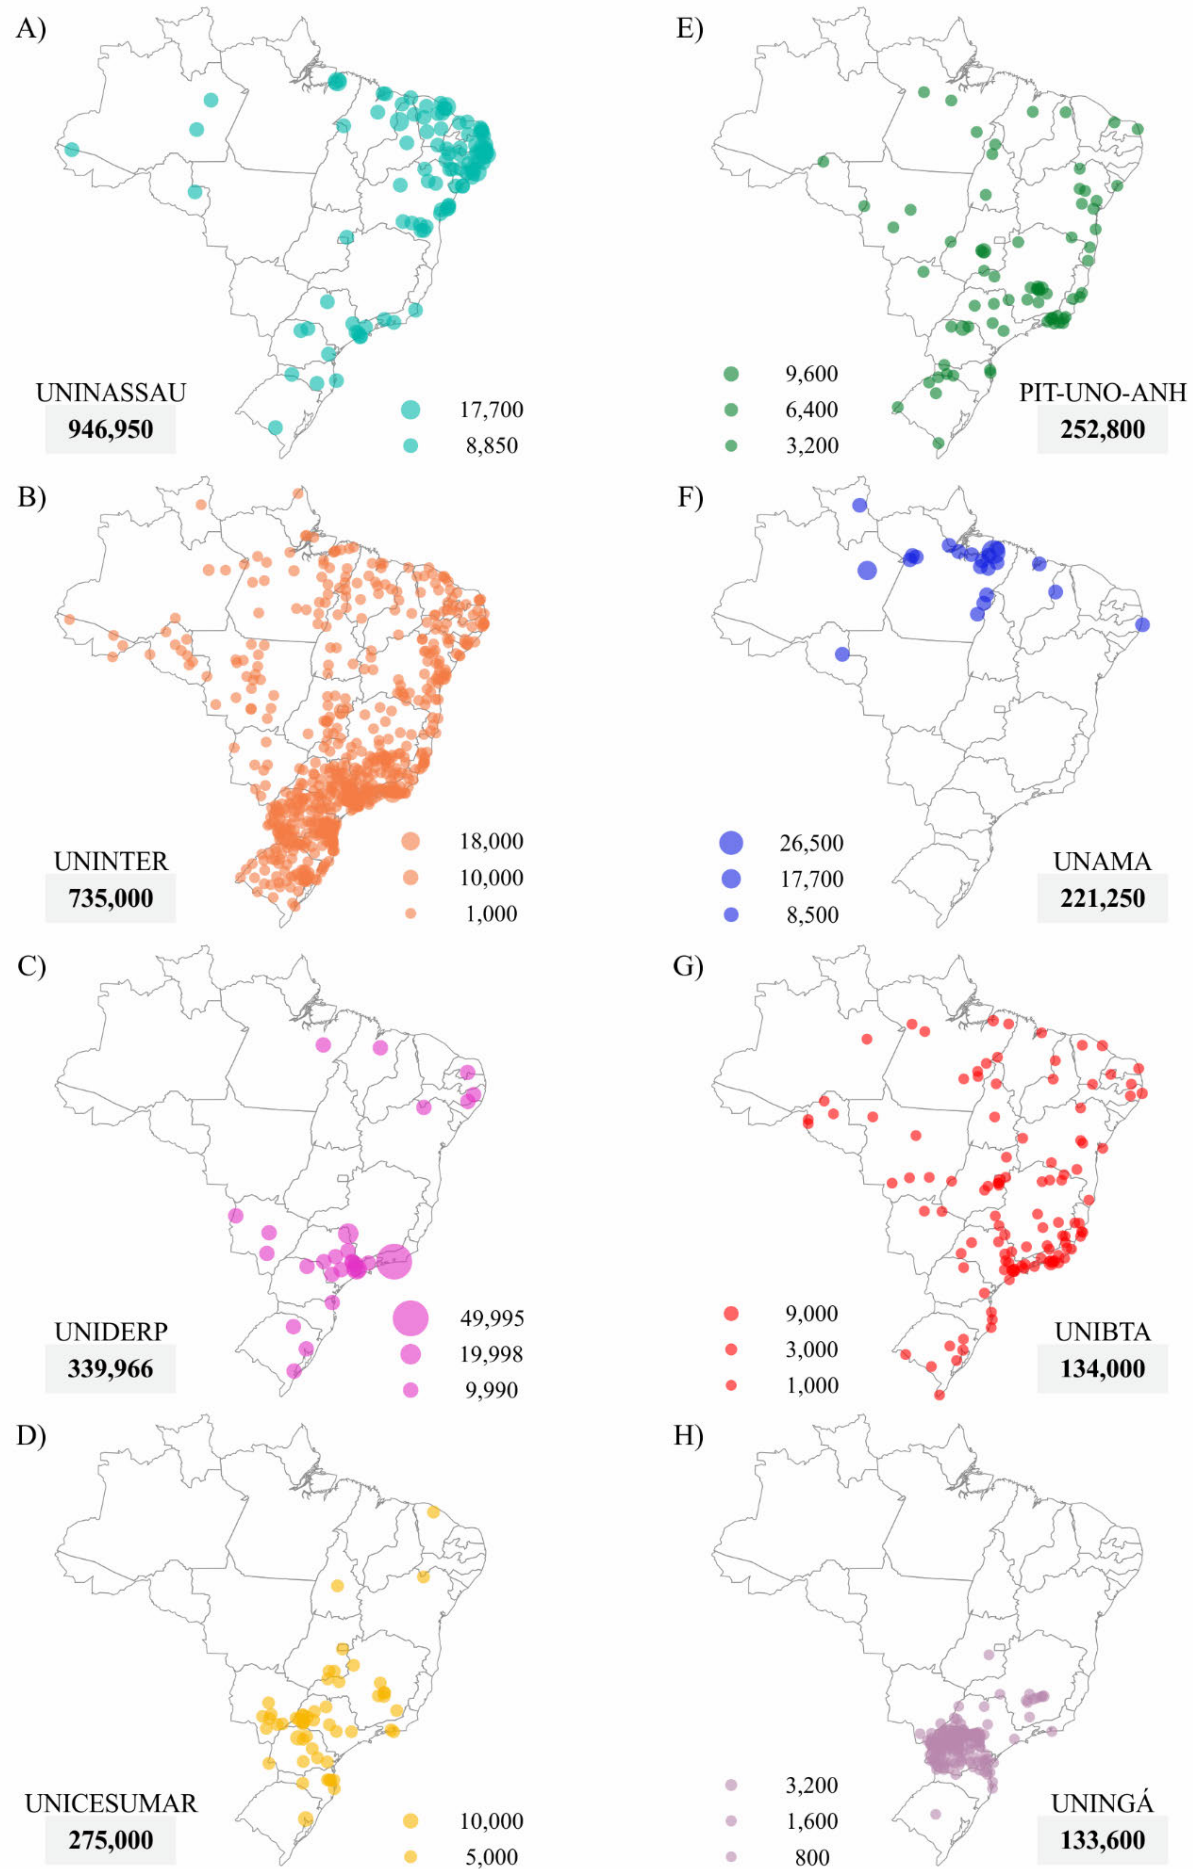 A)
UNINASSAU
946,950
17,700
8,850
B)
UNINTER
735,000
18,000
10,000
1,000
C)
UNIDERP
339,966
49,995
19,998
9,990
D)
UNICESUMAR
275,000
10,000
5,000
E)
9,600
6,400
3,200
PIT-UNO-ANH
252,800
F)
26,500
17,700
8,500
UNAMA
221,250
G)
9,000
3,000
1,000
UNIBTA
134,000
H)
3,200
1,600
800
UNINGÁ
133,600